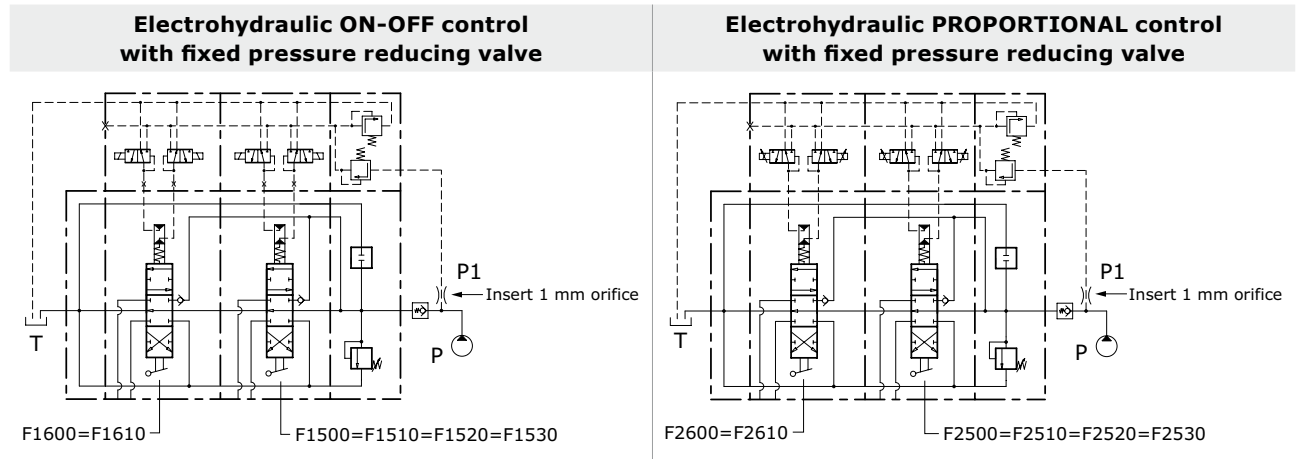 Electrohydraulic ON-OFF control
with fixed pressure reducing valve
P1
Insert 1 mm orifice
T
P
F1600=F1610
F1500=F1510=F1520=F1530
Electrohydraulic PROPORTIONAL control
with fixed pressure reducing valve
P1
Insert 1 mm orifice
T
P
F2600=F2610
F2500=F2510=F2520=F2530